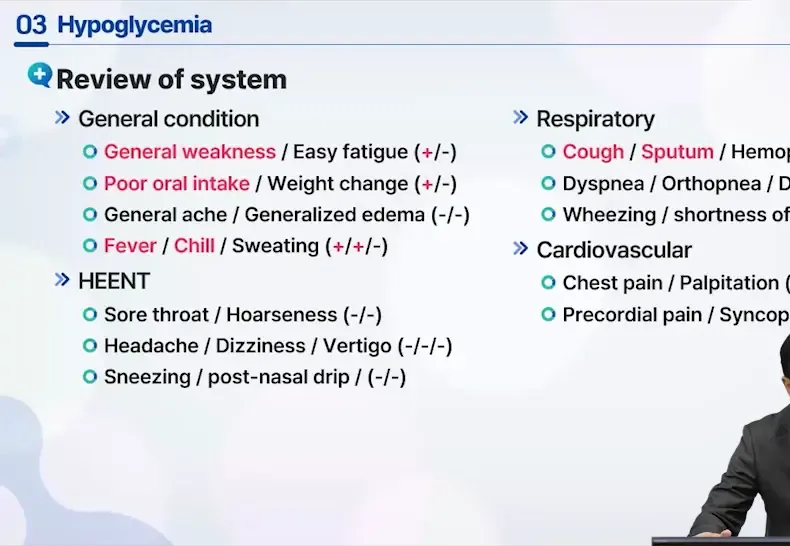 03 Hypoglycemia
Review of system
General condition
General weakness / Easy fatigue (+/-)
Poor oral intake / Weight change (+/-)
General ache / Generalized edema (-/-)
Fever / Chill / Sweating (+/+/-)
HEENT
Sore throat / Hoarseness (-/-)
Headache / Dizziness / Vertigo (-/-/-)
Sneezing / post-nasal drip / (-/-)
Respiratory
Cough / Sputum / Hemop
Dyspnea / Orthopnea / D
Wheezing / shortness of
Cardiovascular
Chest pain / Palpitation (
Precordial pain / Syncop